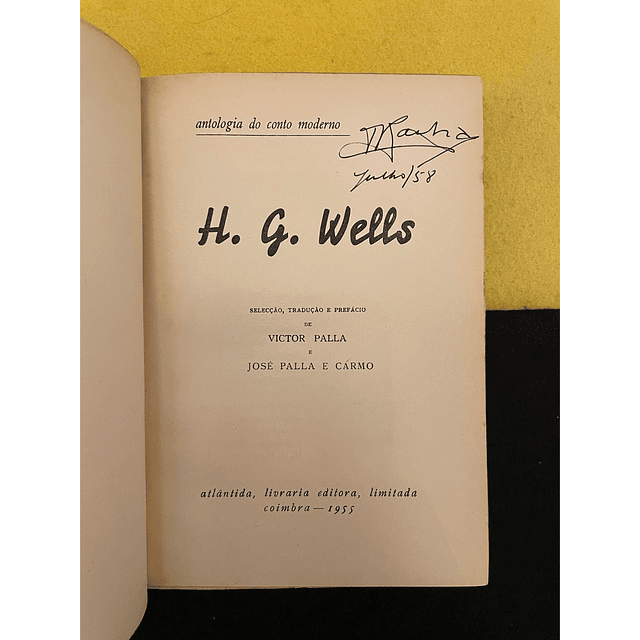 antologia do conto moderno
Julho/58
H. G. Wells
SELECÇÃO, TRADUÇÃO E PREFÁCIO
DE
VICTOR PALLA
E
JOSÉ PALLA E CARMO
atlântida, livraria editora, limitada
coimbra — 1955